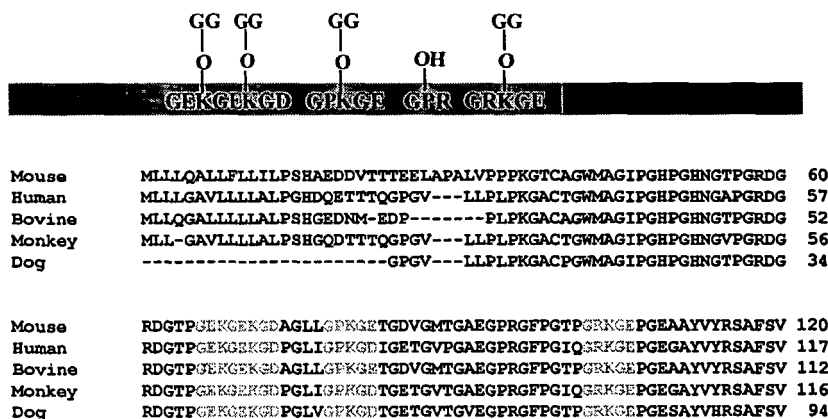 GG GG GG GG
O O O OH O
GEKGEKGD GPKGE GPR GRKGE
Mouse MLLLQALLFLLILPSHAEDDVTTTEELAPALVPPPKGTCAGWMAGIPGHPGHNGTPGRDG 60
Human MLLLGAVLLLLALPGHDQETTTQGPGV---LLPLPKGACTGWMAGIPGHPGHNGAPGRDG 57
Bovine MLLQGALLLLLALPSHGEDNM-EDP-------PLPKGACAGWMAGIPGHPGHNGTPGRDG 52
Monkey MLL-GAVLLLLALPSHGQDTTTQGPGV---LLPLPKGACTGWMAGIPGHPGHNGVPGRDG 56
Dog ----------------------GPGV---LLPLPKGACPGWMAGIPGHPGHNGTPGRDG 34
Mouse RDGTPGEKGEKGDAGLLGPKGETGDVGMTGAEGPRGFPGTPGRKGEPGEAAYVYRSAFSV 120
Human RDGTPGEKGEKGDPGLIGPKGDIGETGVPGAEGPRGFPGIQGRKGEPGEGAYVYRSAFSV 117
Bovine RDGTPGEKGEKGDPGLVGPKGDTGETGVTGVEGPRGFPGTPGRKGEPGEGAYVYRSAFSV 112
Monkey RDGTPGEKGEKGDPGLIGPKGDTGETGVTGAEGPRGFPGIQGRKGEPGEGAYVYRSAFSV 116
Dog RDGTPGEKGEKGDPGLVGPKGDTGETGVTGVEGPRGFPGTPGRKGEPGESAYVHRSAFSV 94